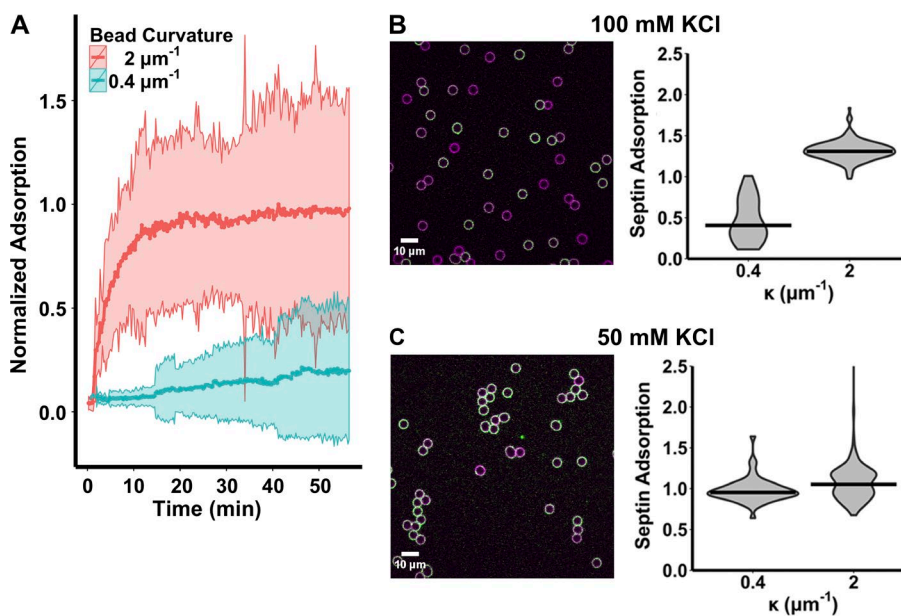 A
Bead Curvature
2 µm⁻¹
0.4 µm⁻¹
Normalized Adsorption
1.5
1.0
0.5
0.0
0 10 20 30 40 50
Time (min)
B
100 mM KCl
10 µm
Septin Adsorption
2.5
2.0
1.5
1.0
0.5
0.0
0.4 2
κ (µm⁻¹)
C
50 mM KCl
10 µm
Septin Adsorption
2.5
2.0
1.5
1.0
0.5
0.0
0.4 2
κ (µm⁻¹)